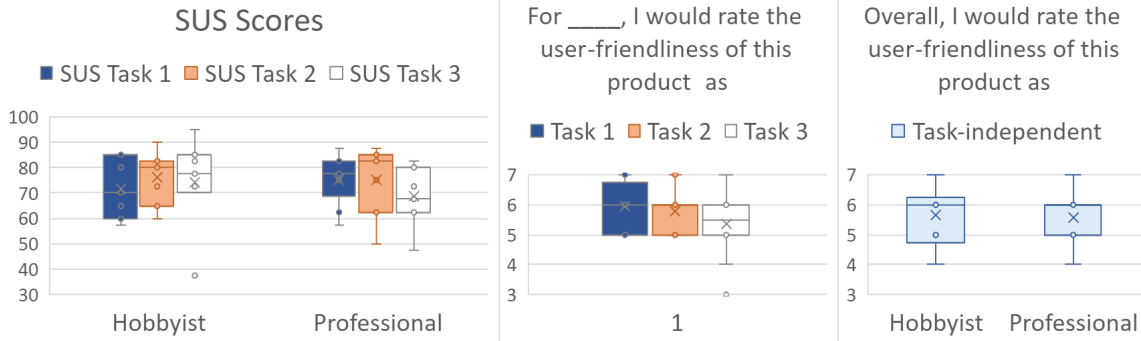 SUS Scores
SUS Task 1 SUS Task 2 SUS Task 3
100
90
80
70
60
50
40
30
Hobbyist Professional
For ____, I would rate the
user-friendliness of this
product as
Task 1 Task 2 Task 3
7
6
5
4
3
1
Overall, I would rate the
user-friendliness of this
product as
Task-independent
7
6
5
4
3
Hobbyist Professional